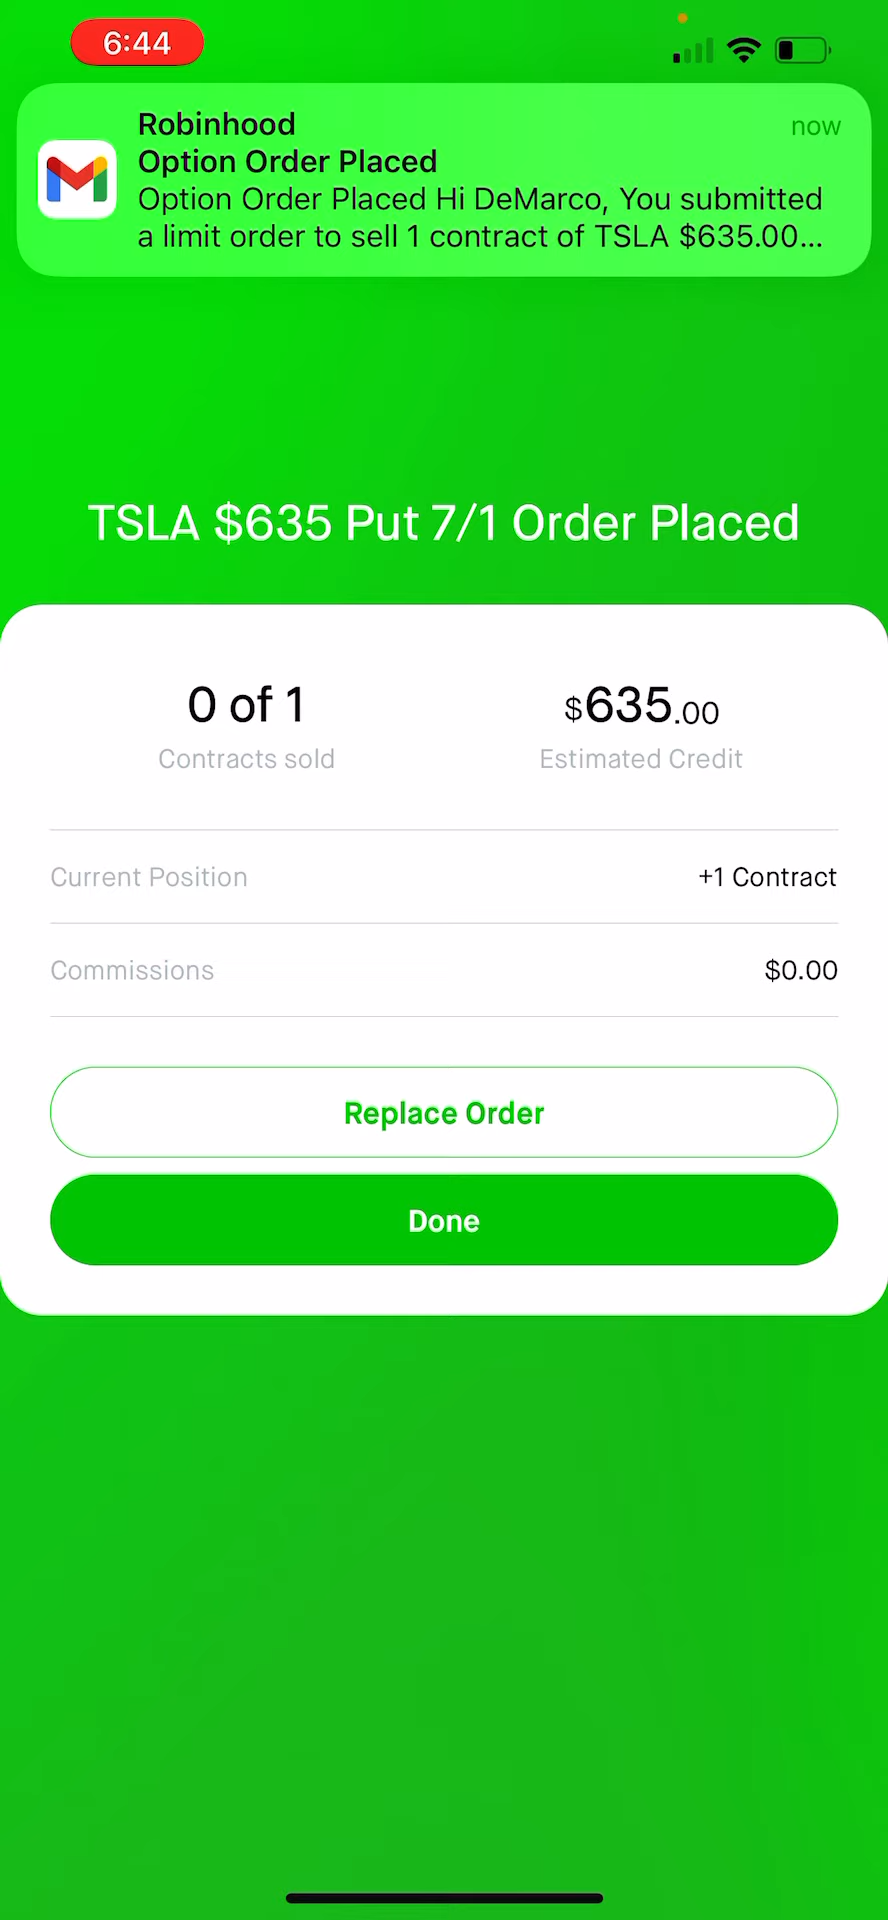 6:44
Robinhood
now
Option Order Placed
Option Order Placed Hi DeMarco, You submitted
a limit order to sell 1 contract of TSLA $635.00...
TSLA $635 Put 7/1 Order Placed
0 of 1
$635.00
Contracts sold
Estimated Credit
Current Position
+1 Contract
Commissions
$0.00
Replace Order
Done